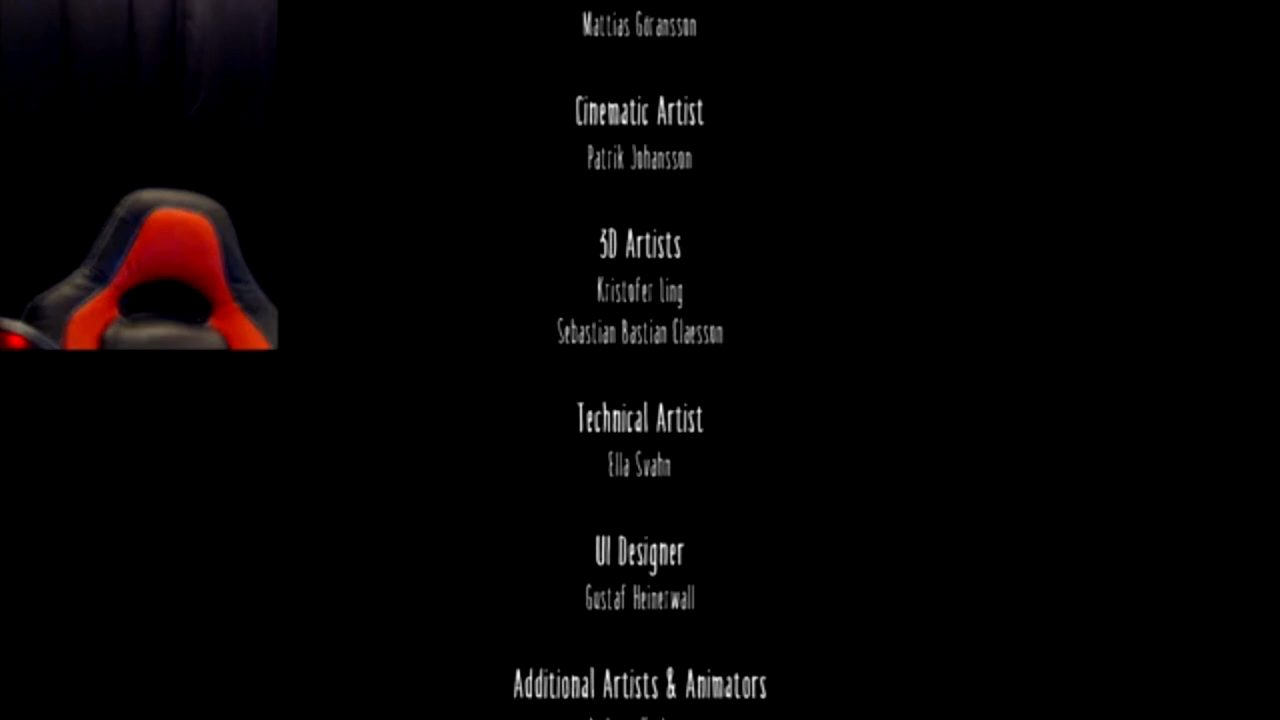 Mattias Göransson
Cinematic Artist
Patrik Johansson
3D Artists
Kristofer Ling
Sebastian Bastian Claesson
Technical Artist
Ella Svahn
UI Designer
Gustaf Heinerwall
Additional Artists & Animators